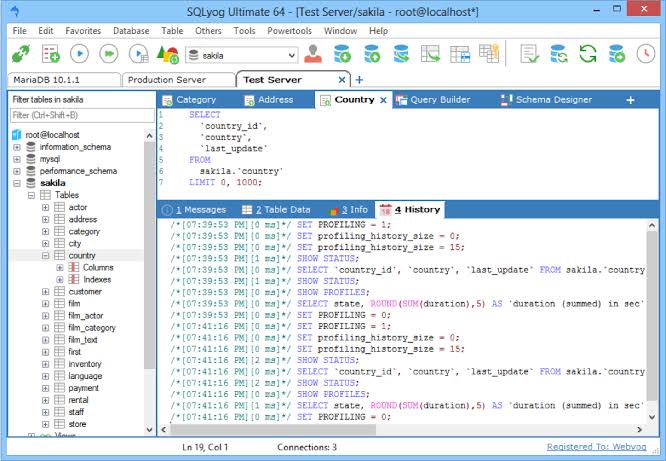 SQLyog Ultimate 64 - [Test Server/sakila - root@localhost*]
File Edit Favorites Database Table Others Tools Powertools Window Help
sakila
MariaDB 10.1.1 Production Server Test Server
Filter tables in sakila
Filter (Ctrl+Shift+B)
root@localhost
information_schema
mysql
performance_schema
sakila
Tables
actor
address
category
city
country
Columns
Indexes
customer
film
film_actor
film_category
film_text
first
inventory
language
payment
rental
staff
store
Views
Category Address Country Query Builder Schema Designer
1 SELECT
2 `country_id`,
3 `country`,
4 `last_update`
5 FROM
6 sakila.`country`
7 LIMIT 0, 1000;
1 Messages 2 Table Data 3 Info 4 History
/*[07:39:53 PM][0 ms]*/ SET PROFILING = 1;
/*[07:39:53 PM][0 ms]*/ SET profiling_history_size = 0;
/*[07:39:53 PM][0 ms]*/ SET profiling_history_size = 15;
/*[07:39:53 PM][1 ms]*/ SHOW STATUS;
/*[07:39:53 PM][0 ms]*/ SELECT `country_id`, `country`, `last_update` FROM sakila.`country
/*[07:39:53 PM][1 ms]*/ SHOW STATUS;
/*[07:39:53 PM][0 ms]*/ SHOW PROFILES;
/*[07:39:53 PM][0 ms]*/ SELECT state, ROUND(SUM(duration),5) AS `duration (summed) in sec`
/*[07:41:16 PM][0 ms]*/ SET PROFILING = 0;
/*[07:41:16 PM][0 ms]*/ SET PROFILING = 1;
/*[07:41:16 PM][0 ms]*/ SET profiling_history_size = 0;
/*[07:41:16 PM][0 ms]*/ SET profiling_history_size = 15;
/*[07:41:16 PM][2 ms]*/ SHOW STATUS;
/*[07:41:16 PM][0 ms]*/ SELECT `country_id`, `country`, `last_update` FROM sakila.`country
/*[07:41:16 PM][2 ms]*/ SHOW STATUS;
/*[07:41:16 PM][0 ms]*/ SHOW PROFILES;
/*[07:41:16 PM][1 ms]*/ SELECT state, ROUND(SUM(duration),5) AS `duration (summed) in sec`
/*[07:41:16 PM][0 ms]*/ SET PROFILING = 0;
Ln 19, Col 1 Connections: 3 Registered To: Webyog